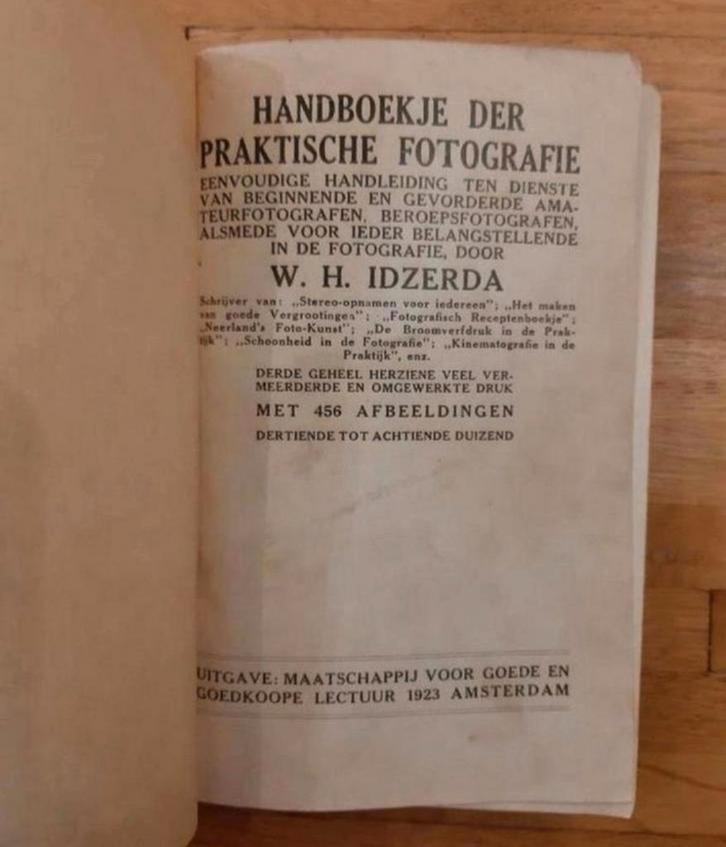 HANDBOEKJE DER
PRAKTISCHE FOTOGRAFIE
EENVOUDIGE HANDLEIDING TEN DIENSTE
VAN BEGINNENDE EN GEVORDERDE AMA-
TEURFOTOGRAFEN, BEROEPSFOTOGRAFEN,
ALSMEDE VOOR IEDER BELANGSTELLENDE
IN DE FOTOGRAFIE, DOOR
W. H. IDZERDA
Schrijver van: „Stereo-opnamen voor iedereen"; „Het maken
van goede Vergrootingen"; „Fotografisch Receptenboekje";
„Neerland's Foto-Kunst"; „De Broomverfdruk in de Prak-
tijk"; „Schoonheid in de Fotografie"; „Kinematografie in de
Praktijk", enz.
DERDE GEHEEL HERZIENE VEEL VER-
MEERDERDE EN OMGEWERKTE DRUK
MET 456 AFBEELDINGEN
DERTIENDE TOT ACHTIENDE DUIZEND
UITGAVE: MAATSCHAPPIJ VOOR GOEDE EN
GOEDKOOPE LECTUUR 1923 AMSTERDAM